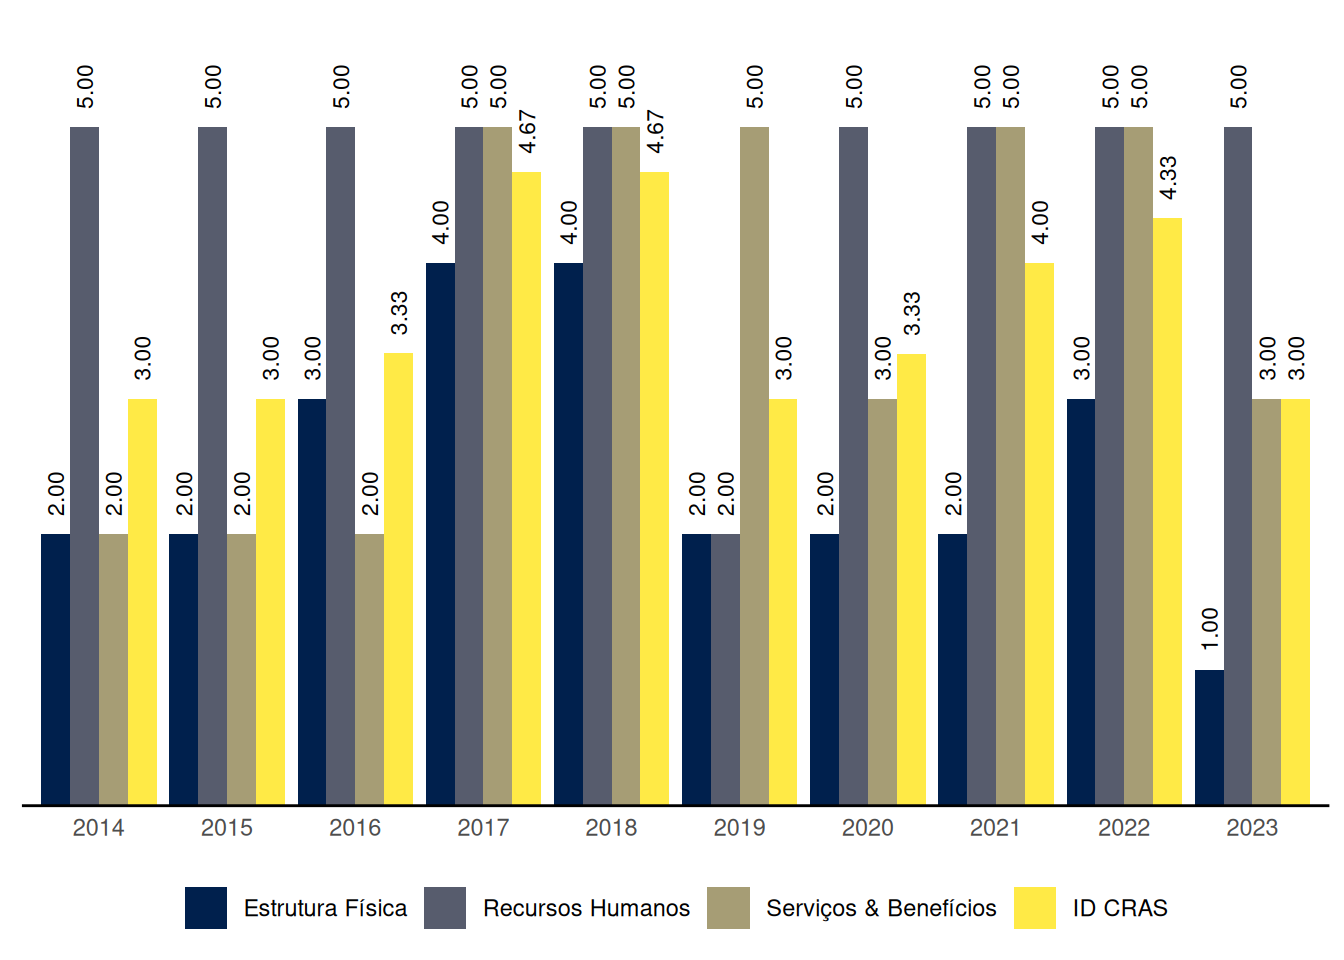 5.00 5.00 5.00 5.00 5.00 5.00 5.00 5.00 5.00 5.00 5.00 5.00 5.00 5.00
4.67 4.67
4.33
4.00 4.00 4.00
3.33 3.33
3.00 3.00 3.00 3.00 3.00 3.00 3.00 3.00
2.00 2.00 2.00 2.00 2.00 2.00 2.00 2.00 2.00
1.00
2014 2015 2016 2017 2018 2019 2020 2021 2022 2023
Estrutura Física Recursos Humanos Serviços & Benefícios ID CRAS